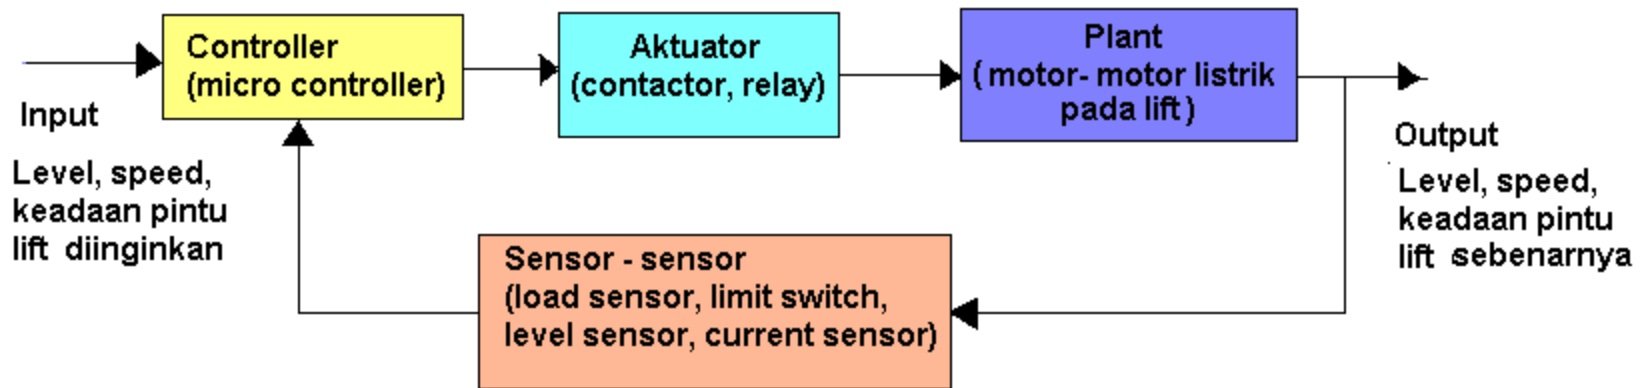 Controller
(micro controller)
Aktuator
(contactor, relay)
Plant
( motor- motor listrik
pada lift )
Input
Level, speed,
keadaan pintu
lift diinginkan
Output
Level, speed,
keadaan pintu
lift sebenarnya
Sensor - sensor
(load sensor, limit switch,
level sensor, current sensor)